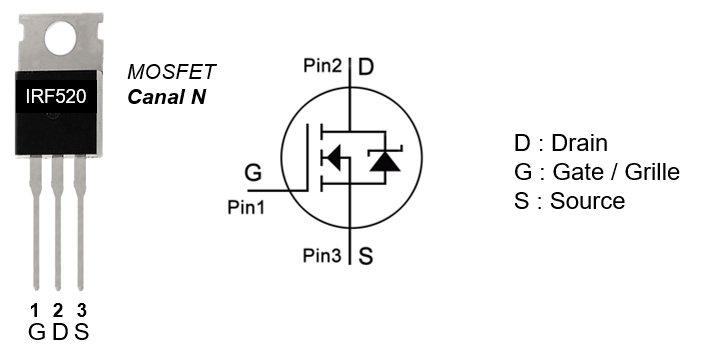 IRF520
MOSFET
Canal N
1 2 3
G D S
Pin2 D
G
Pin1
Pin3 S
D : Drain
G : Gate / Grille
S : Source